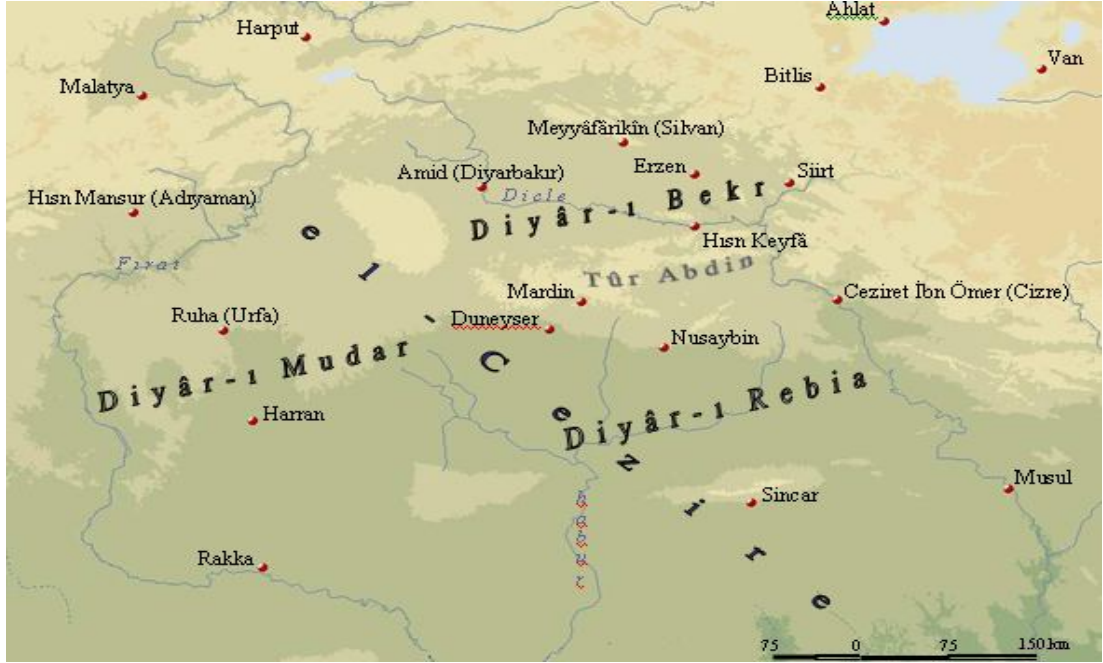 Ahlat
Harput
Van
Bitlis
Malatya
Meyyâfârikîn (Silvan)
Erzen
Siirt
Amid (Diyarbakır)
Dicle
Diyâr-ı Bekr
Hısn Mansur (Adıyaman)
Hısn Keyfâ
Fırat
Tûr Abdin
Mardin
Ceziret İbn Ömer (Cizre)
Ruha (Urfa)
Duneyser
Nusaybin
el-Cezire
Diyâr-ı Mudar
Diyâr-ı Rebia
Harran
Musul
Sincar
habur
Rakka
75 0 75 150 km